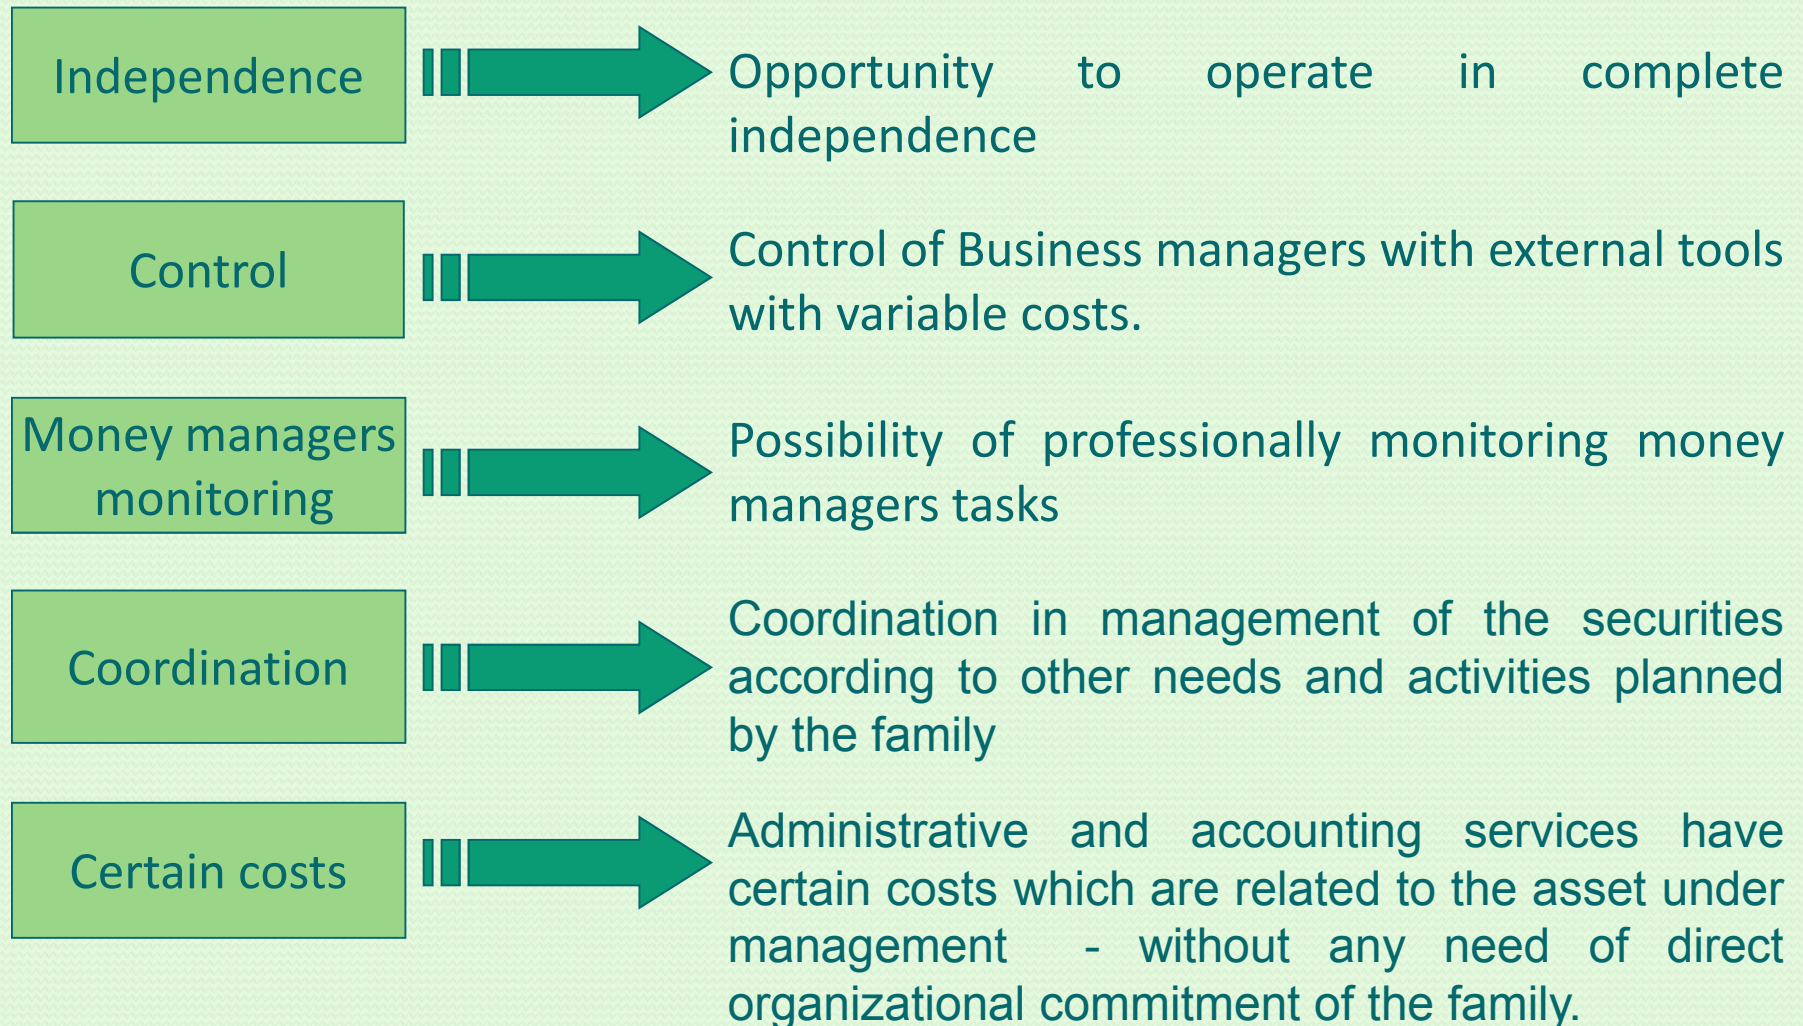 Independence
Opportunity to operate in complete
independence
Control
Control of Business managers with external tools
with variable costs.
Money managers
monitoring
Possibility of professionally monitoring money
managers tasks
Coordination
Coordination in management of the securities
according to other needs and activities planned
by the family
Certain costs
Administrative and accounting services have
certain costs which are related to the asset under
management - without any need of direct
organizational commitment of the family.